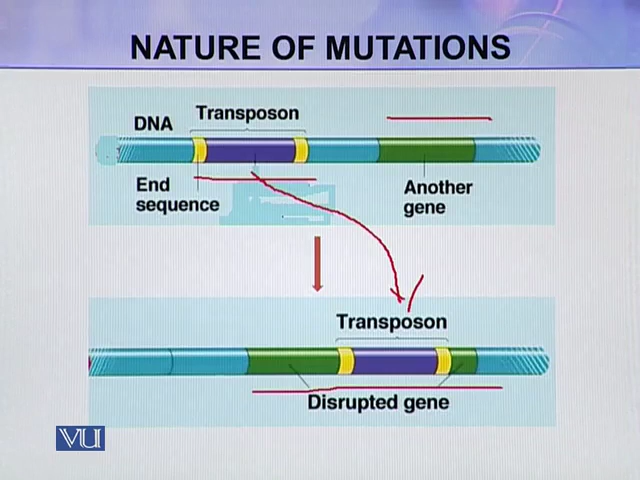 NATURE OF MUTATIONS
Transposon
DNA
End
sequence
Another
gene
Transposon
Disrupted gene
VU